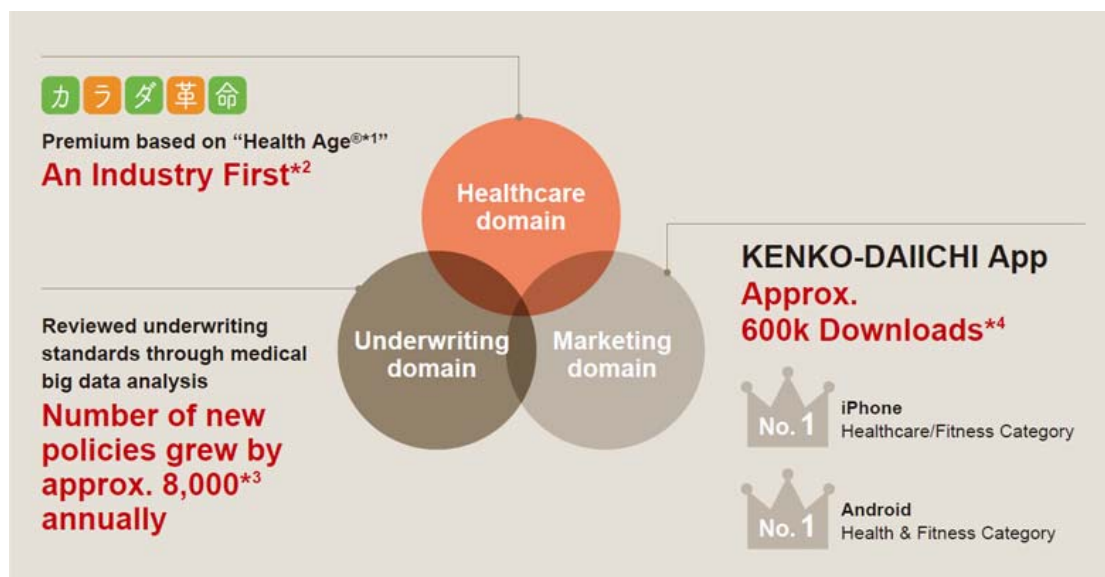 カラダ革命
Premium based on “Health Age®*1”
An Industry First*2
Healthcare
domain
Underwriting
domain
Marketing
domain
Reviewed underwriting
standards through medical
big data analysis
Number of new
policies grew by
approx. 8,000*3
annually
KENKO-DAIICHI App
Approx.
600k Downloads*4
No. 1
iPhone
Healthcare/Fitness Category
No. 1
Android
Health & Fitness Category